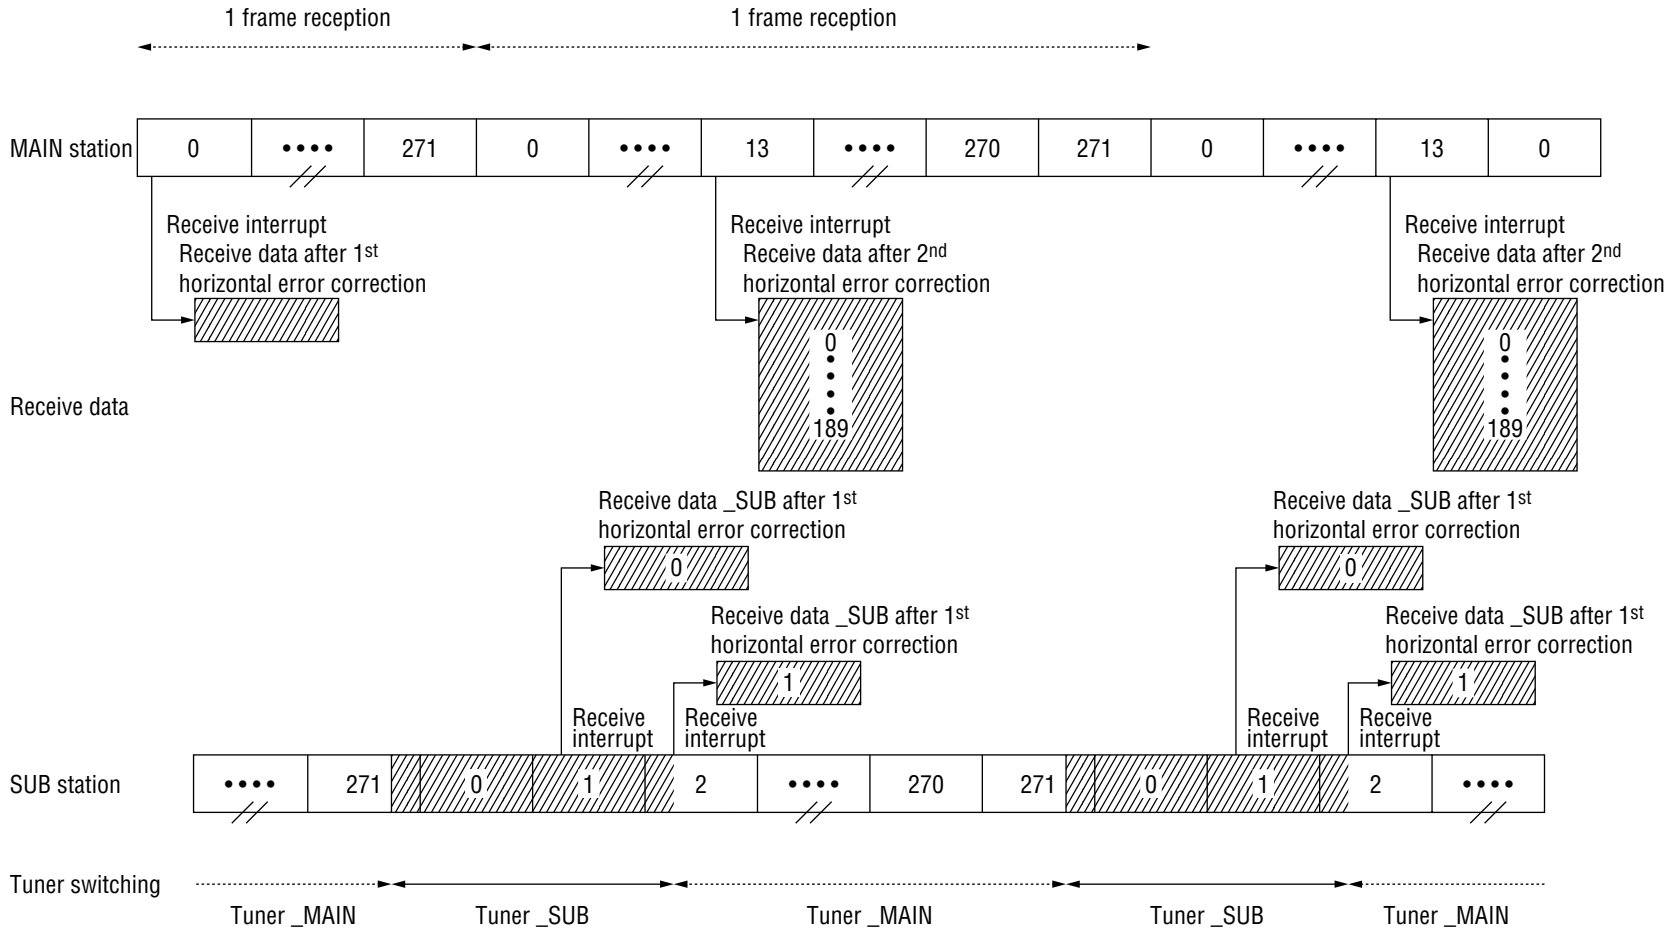 1 frame reception
1 frame reception
MAIN station
0 •••• 271 0 •••• 13 •••• 270 271 0 •••• 13 0
Receive interrupt
Receive data after 1st
horizontal error correction
Receive interrupt
Receive data after 2nd
horizontal error correction
0
189
Receive interrupt
Receive data after 2nd
horizontal error correction
0
189
Receive data
Receive data _SUB after 1st
horizontal error correction
0
Receive data _SUB after 1st
horizontal error correction
1
Receive
interrupt
Receive
interrupt
Receive data _SUB after 1st
horizontal error correction
0
Receive data _SUB after 1st
horizontal error correction
1
Receive
interrupt
Receive
interrupt
SUB station
•••• 271 0 1 2 •••• 270 271 0 1 2 ••••
Tuner switching
Tuner _MAIN
Tuner _SUB
Tuner _MAIN
Tuner _SUB
Tuner _MAIN